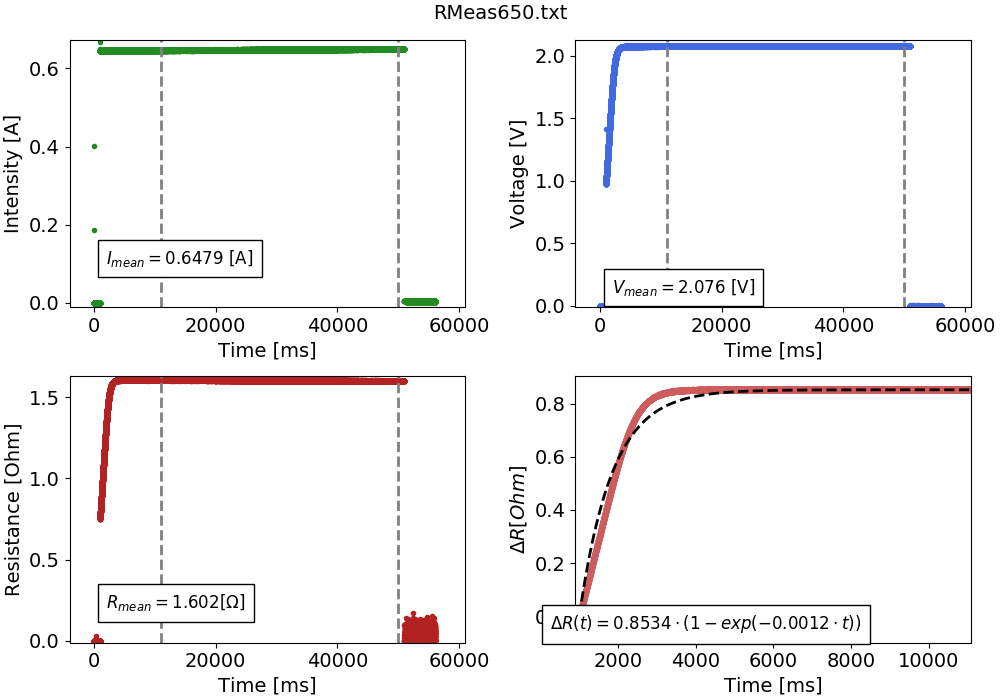 RMeas650.txt
Intensity [A]
0.6
0.4
0.2
0.0
I_mean = 0.6479 [A]
0 20000 40000 60000
Time [ms]
Voltage [V]
2.0
1.5
1.0
0.5
0.0
V_mean = 2.076 [V]
0 20000 40000 60000
Time [ms]
Resistance [Ohm]
1.5
1.0
0.5
0.0
R_mean = 1.602[Ω]
0 20000 40000 60000
Time [ms]
ΔR[Ohm]
0.8
0.6
0.4
0.2
ΔR(t) = 0.8534 · (1 − exp(−0.0012 · t))
2000 4000 6000 8000 10000
Time [ms]